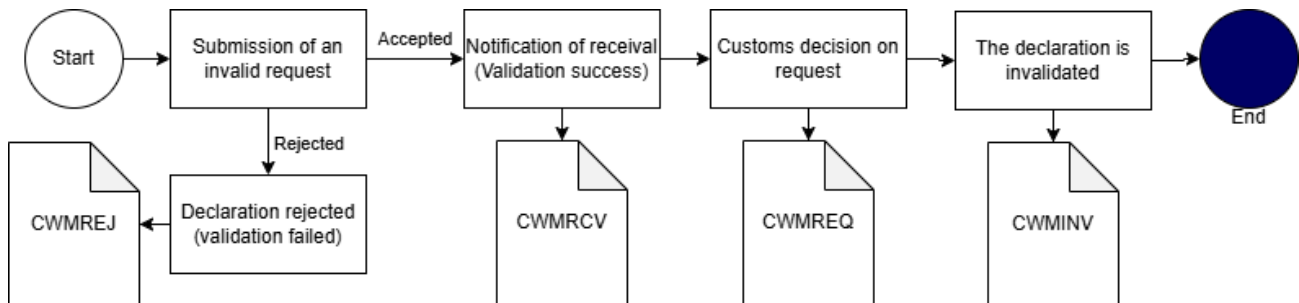 Start
Submission of an
invalid request
Accepted
Notification of receival
(Validation success)
Customs decision on
request
The declaration is
invalidated
End
Rejected
Declaration rejected
(validation failed)
CWMREJ
CWMRCV
CWMREQ
CWMINV